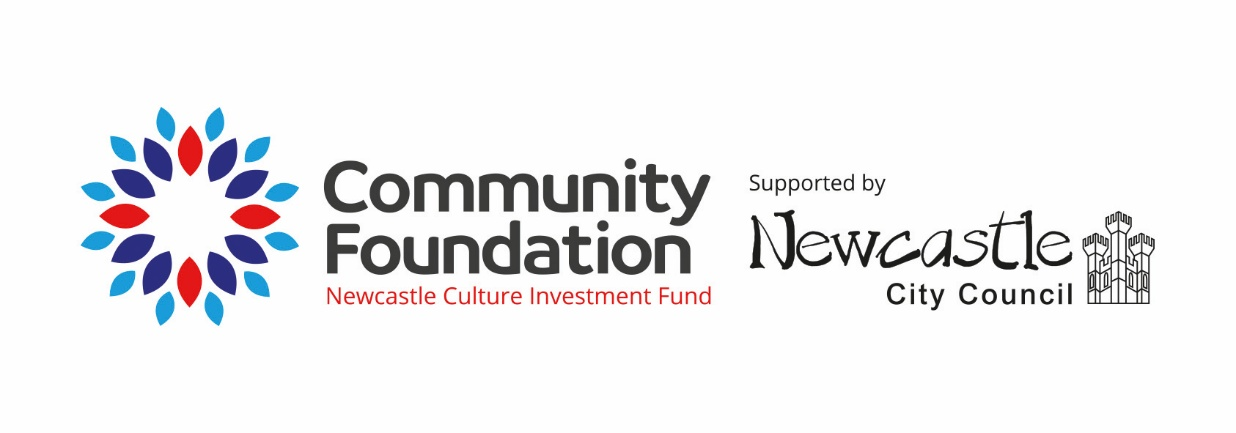 Community
Foundation
Newcastle Culture Investment Fund
Supported by
Newcastle
City Council